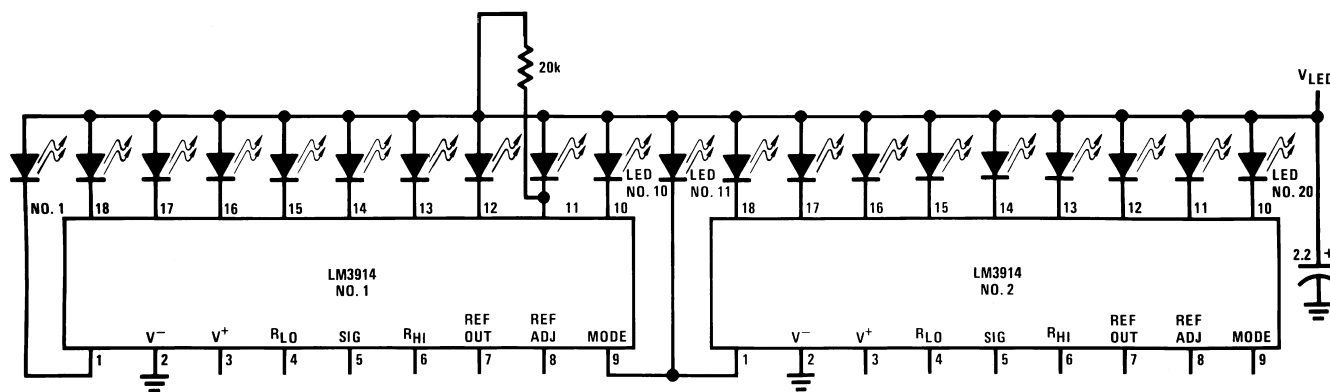 20k
V LED
NO. 1 18 17 16 15 14 13 12 11 10 LED NO. 10 LED NO. 11 18 17 16 15 14 13 12 11 10 LED NO. 20
2.2 +
LM3914
NO. 1
LM3914
NO. 2
V⁻ V⁺ RLO SIG RHI REF OUT REF ADJ MODE V⁻ V⁺ RLO SIG RHI REF OUT REF ADJ MODE
1 2 3 4 5 6 7 8 9 1 2 3 4 5 6 7 8 9